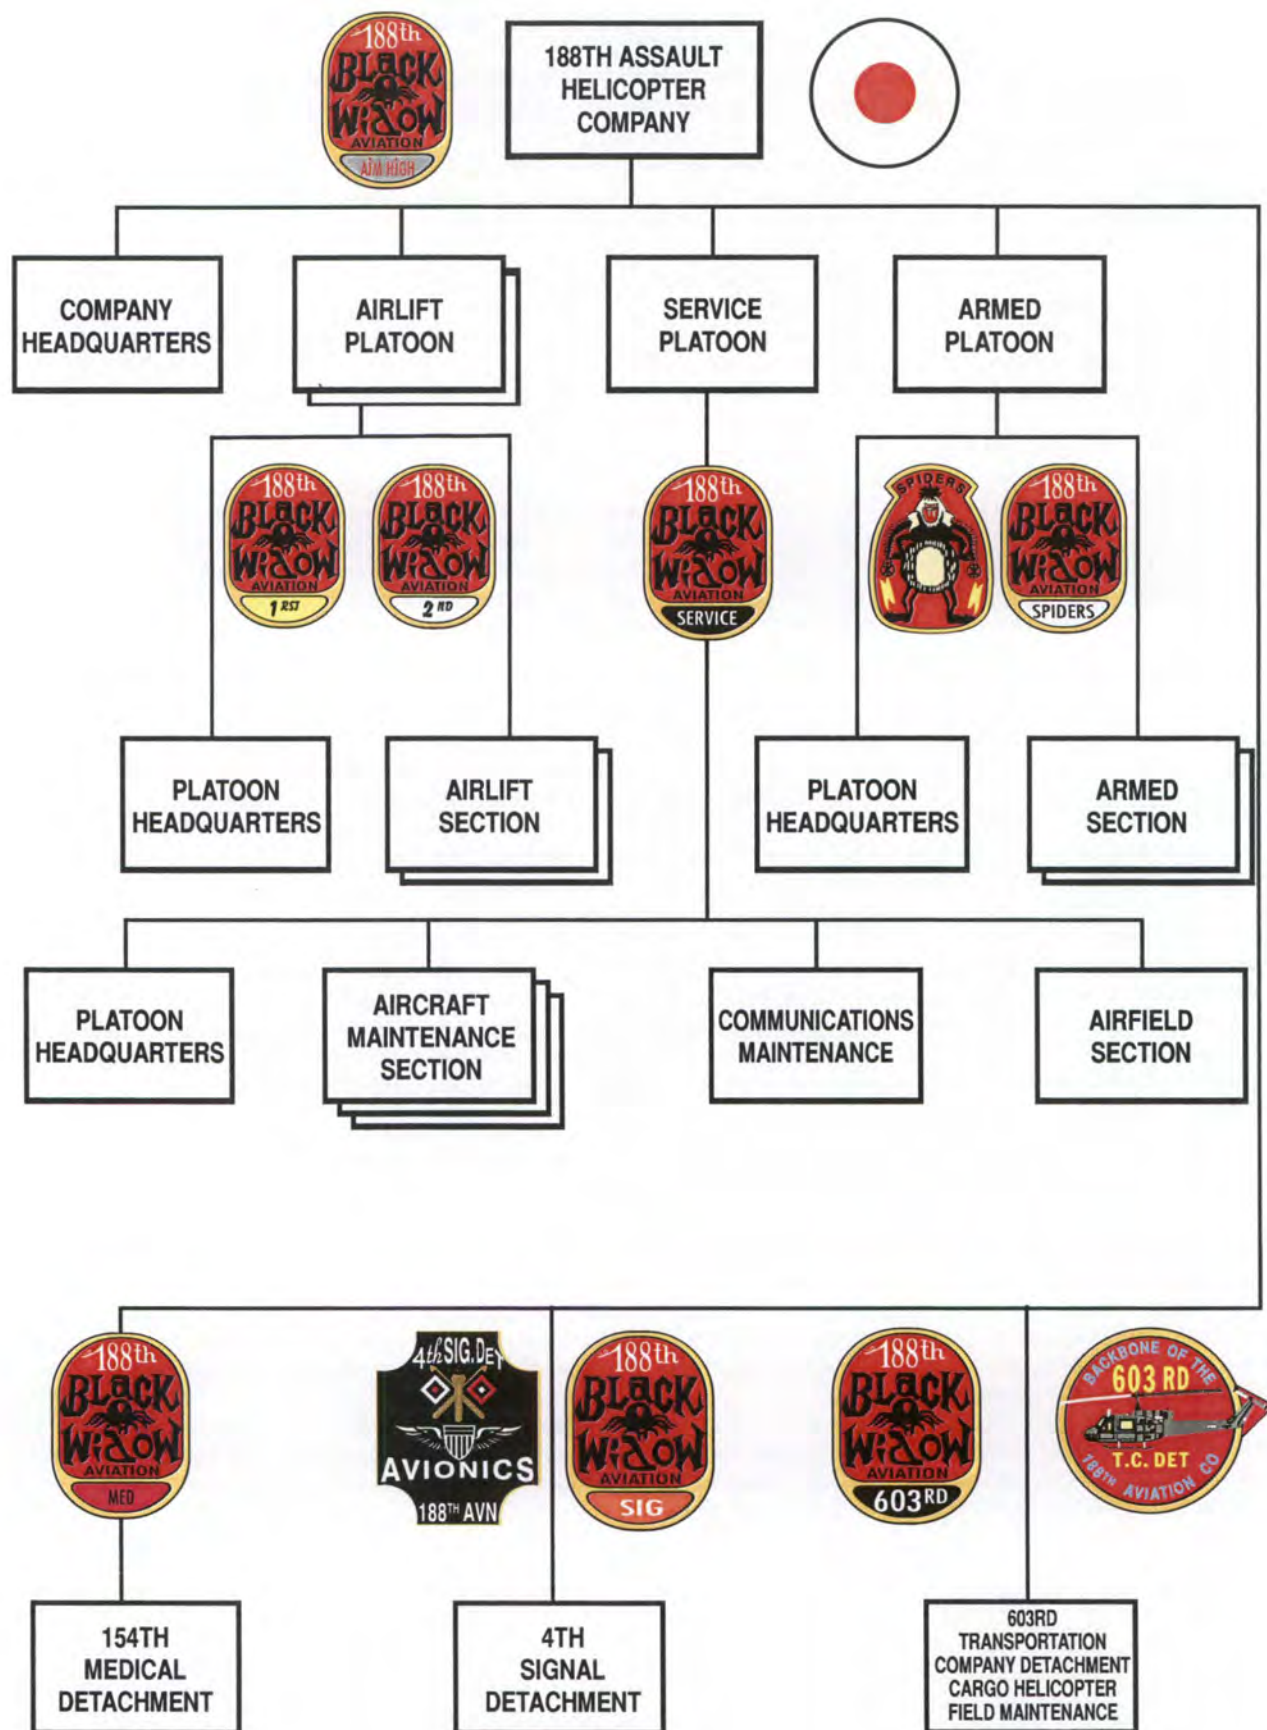 188th
BLACK
WIDOW
AVIATION
AIM HIGH
188TH ASSAULT
HELICOPTER
COMPANY
COMPANY
HEADQUARTERS
AIRLIFT
PLATOON
SERVICE
PLATOON
ARMED
PLATOON
188th
BLACK
WIDOW
AVIATION
1RST
188th
BLACK
WIDOW
AVIATION
2ND
188th
BLACK
WIDOW
AVIATION
SERVICE
SPIDERS
188th
BLACK
WIDOW
AVIATION
SPIDERS
PLATOON
HEADQUARTERS
AIRLIFT
SECTION
PLATOON
HEADQUARTERS
ARMED
SECTION
PLATOON
HEADQUARTERS
AIRCRAFT
MAINTENANCE
SECTION
COMMUNICATIONS
MAINTENANCE
AIRFIELD
SECTION
188th
BLACK
WIDOW
AVIATION
MED
4th SIG. DET
AVIONICS
188TH AVN
188th
BLACK
WIDOW
AVIATION
SIG
188th
BLACK
WIDOW
AVIATION
603RD
BACKBONE OF THE
603 RD
T.C. DET
188TH AVIATION CO
154TH
MEDICAL
DETACHMENT
4TH
SIGNAL
DETACHMENT
603RD
TRANSPORTATION
COMPANY DETACHMENT
CARGO HELICOPTER
FIELD MAINTENANCE